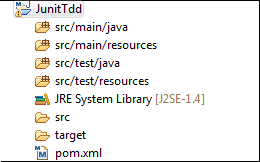 JunitTdd
src/main/java
src/main/resources
src/test/java
src/test/resources
JRE System Library [J2SE-1.4]
src
target
pom.xml